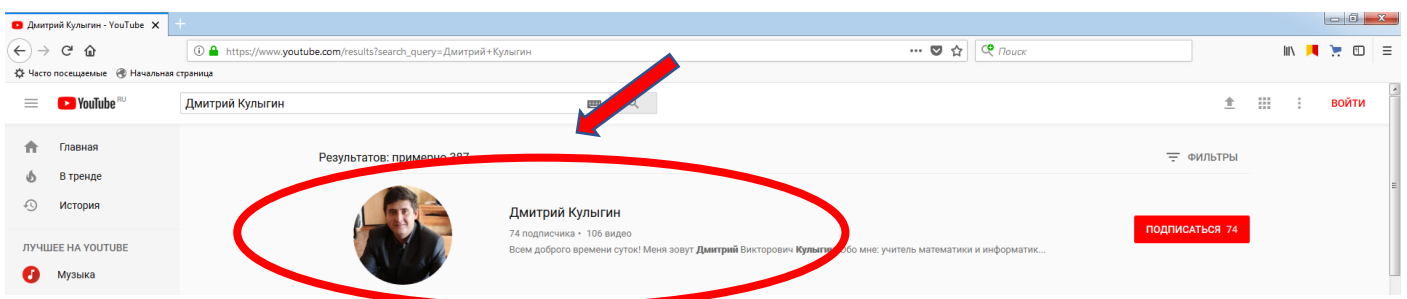 Дмитрий Кулыгин - YouTube
https://www.youtube.com/results?search_query=Дмитрий+Кулыгин
Поиск
Часто посещаемые Начальная страница
YouTube RU
Дмитрий Кулыгин
ВОЙТИ
Главная
В тренде
История
ЛУЧШЕЕ НА YOUTUBE
Музыка
Результатов: примерно 387
ФИЛЬТРЫ
Дмитрий Кулыгин
74 подписчика • 106 видео
Всем доброго времени суток! Меня зовут Дмитрий Викторович Кулыгин Обо мне: учитель математики и информатик...
ПОДПИСАТЬСЯ 74